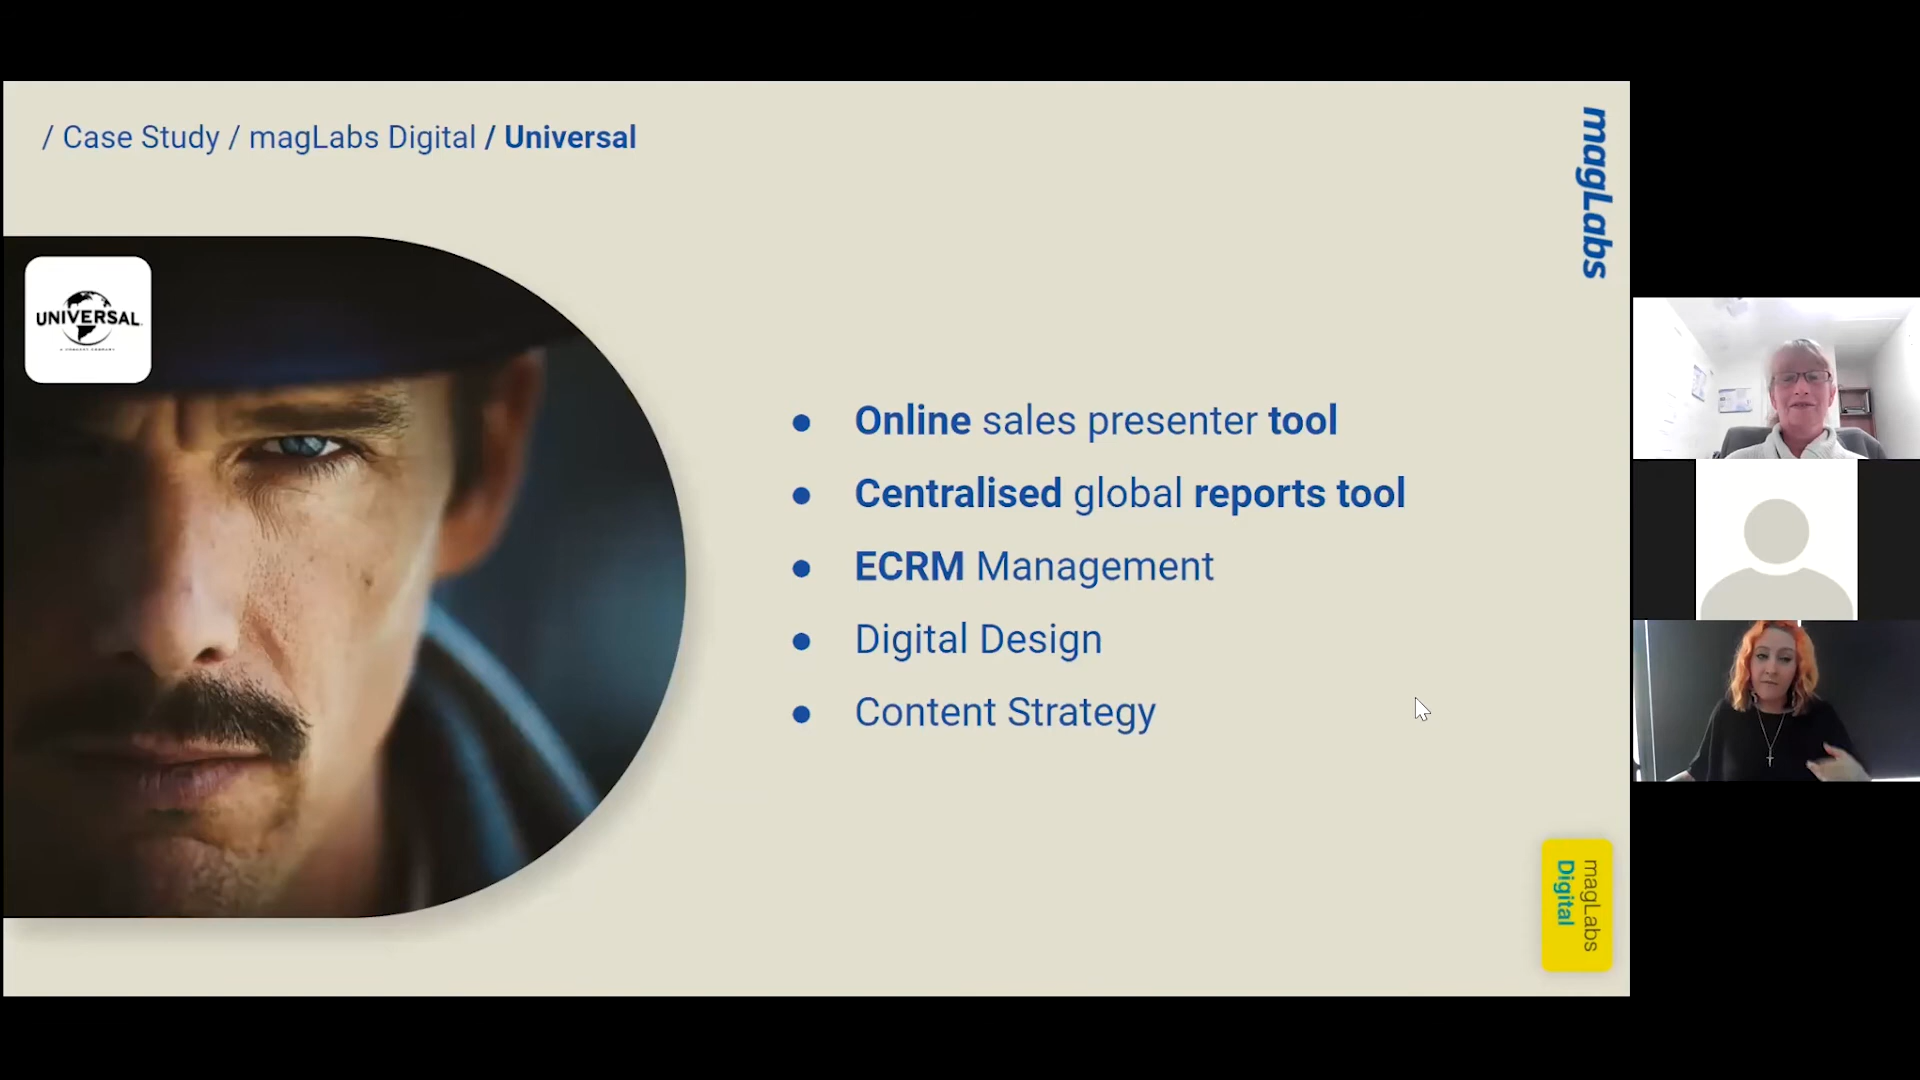 / Case Study / magLabs Digital / Universal
magLabs
UNIVERSAL
Online sales presenter tool
Centralised global reports tool
ECRM Management
Digital Design
Content Strategy
magLabs
Digital